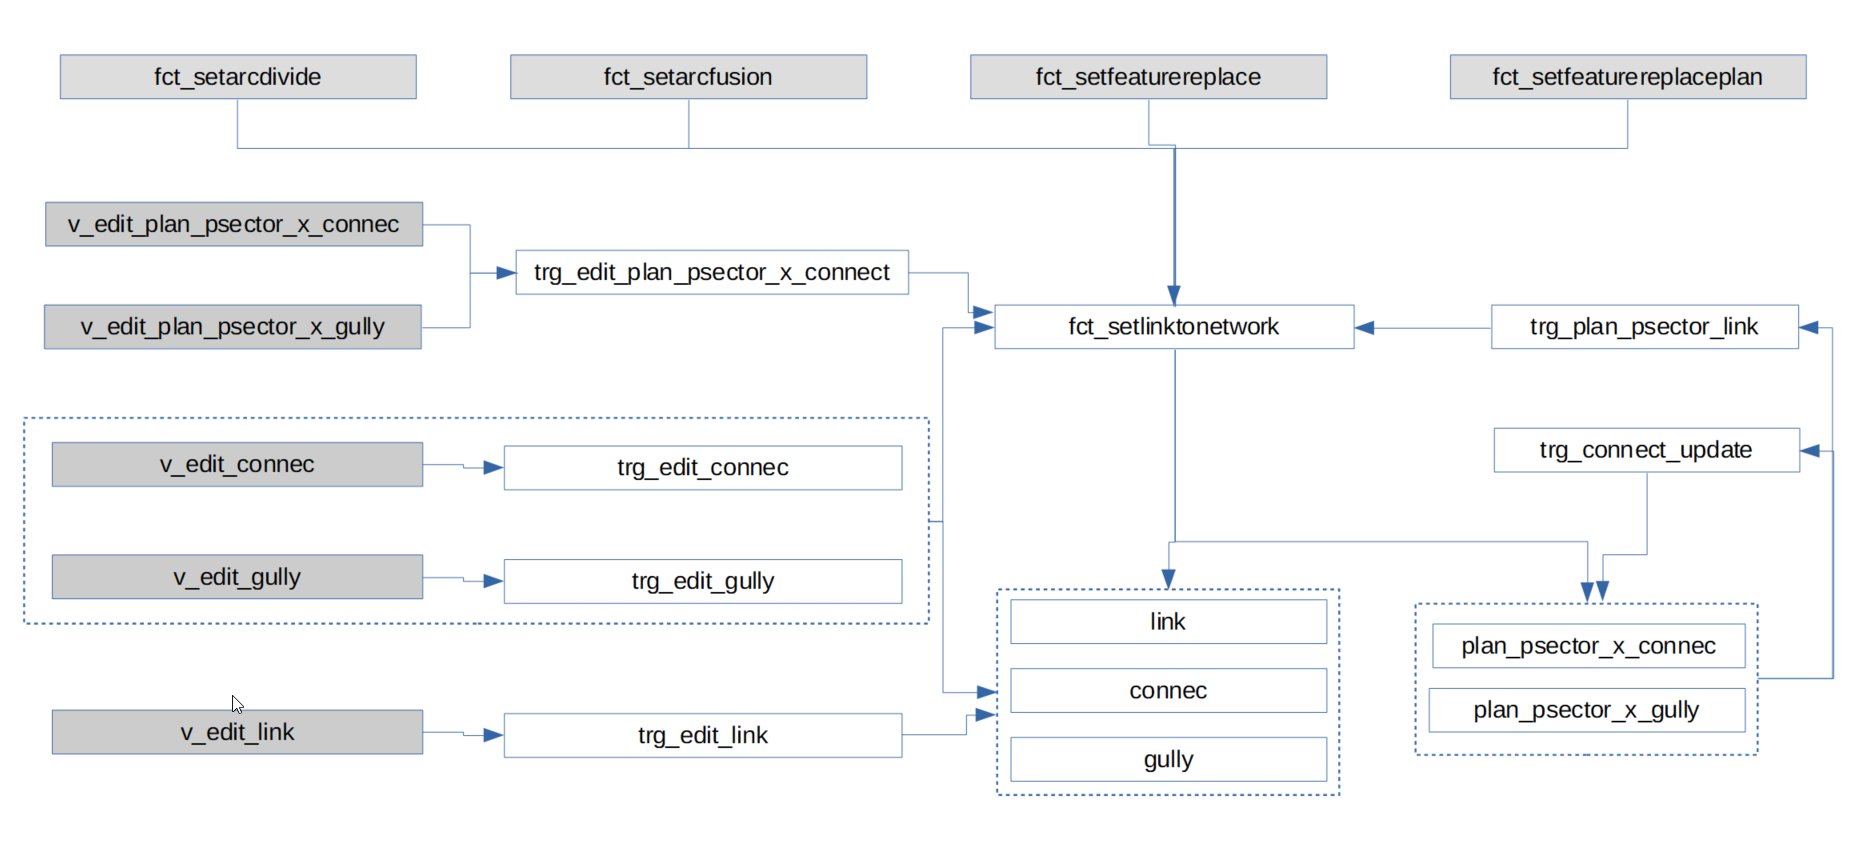 fct_setarcdivide
fct_setarcfusion
fct_setfeaturereplace
fct_setfeaturereplaceplan
v_edit_plan_psector_x_connec
trg_edit_plan_psector_x_connect
v_edit_plan_psector_x_gully
fct_setlinktonetwork
trg_plan_psector_link
v_edit_connec
trg_edit_connec
trg_connect_update
v_edit_gully
trg_edit_gully
link
plan_psector_x_connec
connec
plan_psector_x_gully
v_edit_link
trg_edit_link
gully